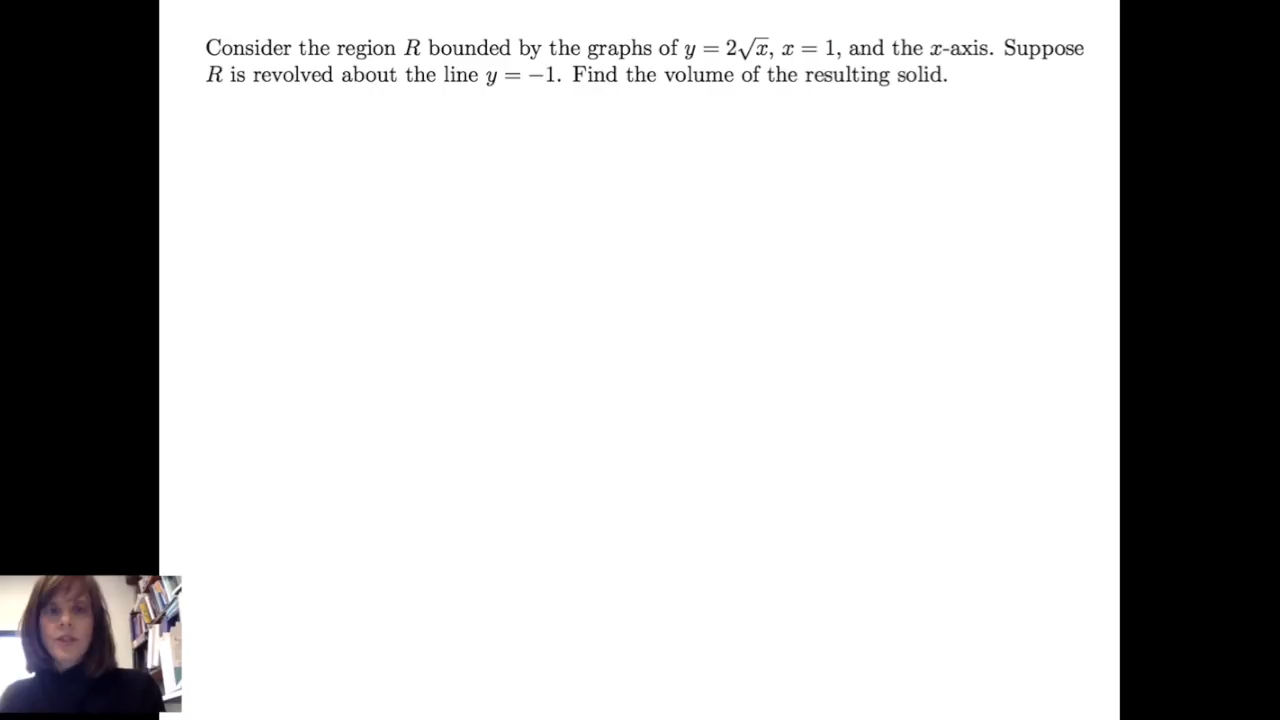 Consider the region R bounded by the graphs of y = 2√x, x = 1, and the x-axis. Suppose
R is revolved about the line y = −1. Find the volume of the resulting solid.